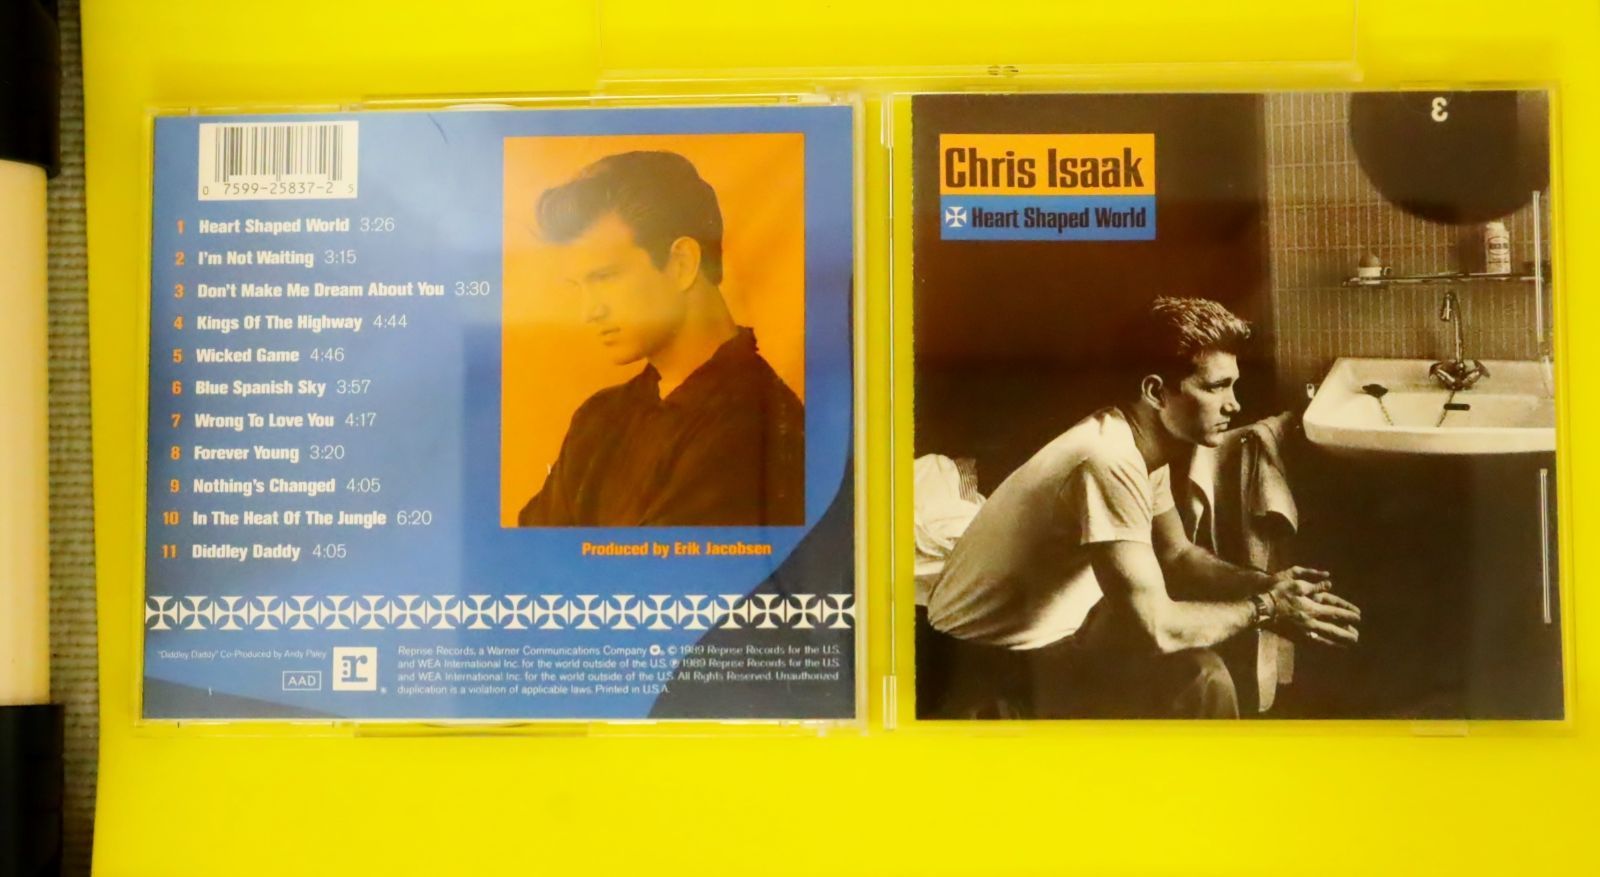 0 7599-25837-2 5
1 Heart Shaped World 3:26
2 I'm Not Waiting 3:15
3 Don't Make Me Dream About You 3:30
4 Kings Of The Highway 4:44
5 Wicked Game 4:46
6 Blue Spanish Sky 3:57
7 Wrong To Love You 4:17
8 Forever Young 3:20
9 Nothing's Changed 4:05
10 In The Heat Of The Jungle 6:20
11 Diddley Daddy 4:05
Produced by Erik Jacobsen
"Diddley Daddy" Co-Produced by Andy Paley
AAD
:r
®
Reprise Records, a Warner Communications Company © 1989 Reprise Records for the U.S.
and WEA International Inc. for the world outside of the U.S. ℗ 1989 Reprise Records for the U.S.
and WEA International Inc. for the world outside of the U.S. All Rights Reserved. Unauthorized
duplication is a violation of applicable laws. Printed in U.S.A.
Chris Isaak
Heart Shaped World
3